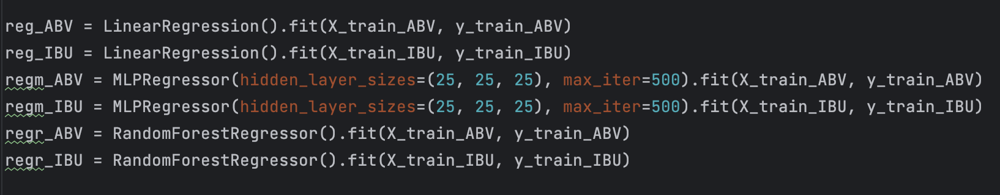 reg_ABV = LinearRegression().fit(X_train_ABV, y_train_ABV)
reg_IBU = LinearRegression().fit(X_train_IBU, y_train_IBU)
regm_ABV = MLPRegressor(hidden_layer_sizes=(25, 25, 25), max_iter=500).fit(X_train_ABV, y_train_ABV)
regm_IBU = MLPRegressor(hidden_layer_sizes=(25, 25, 25), max_iter=500).fit(X_train_IBU, y_train_IBU)
regr_ABV = RandomForestRegressor().fit(X_train_ABV, y_train_ABV)
regr_IBU = RandomForestRegressor().fit(X_train_IBU, y_train_IBU)